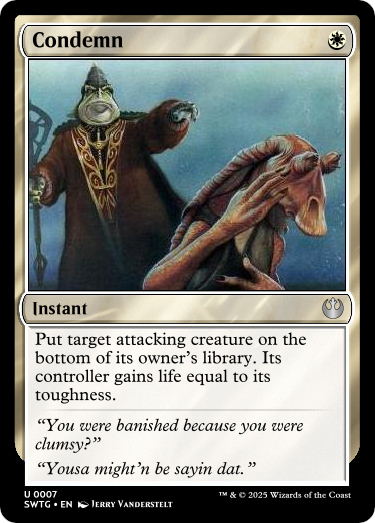 Condemn
Instant
Put target attacking creature on the
bottom of its owner's library. Its
controller gains life equal to its
toughness.
“You were banished because you were
clumsy?”
“Yousa might'n be sayin dat.”
U 0007
SWTG • EN Jerry Vanderstelt
™ & © 2025 Wizards of the Coast